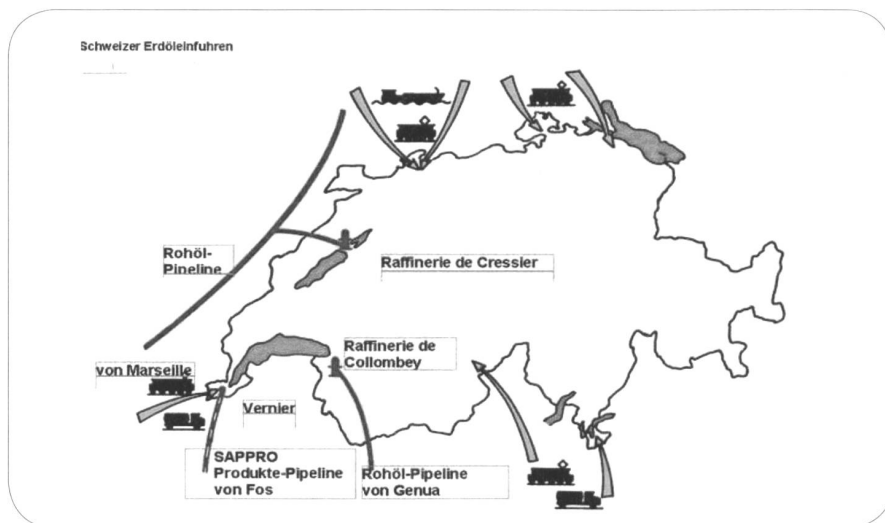 Schweizer Erdöleinfuhren
Rohöl-
Pipeline
Raffinerie de Cressier
Raffinerie de
Collombey
von Marseille
Vernier
SAPPRO
Produkte-Pipeline
von Fos
Rohöl-Pipeline
von Genua